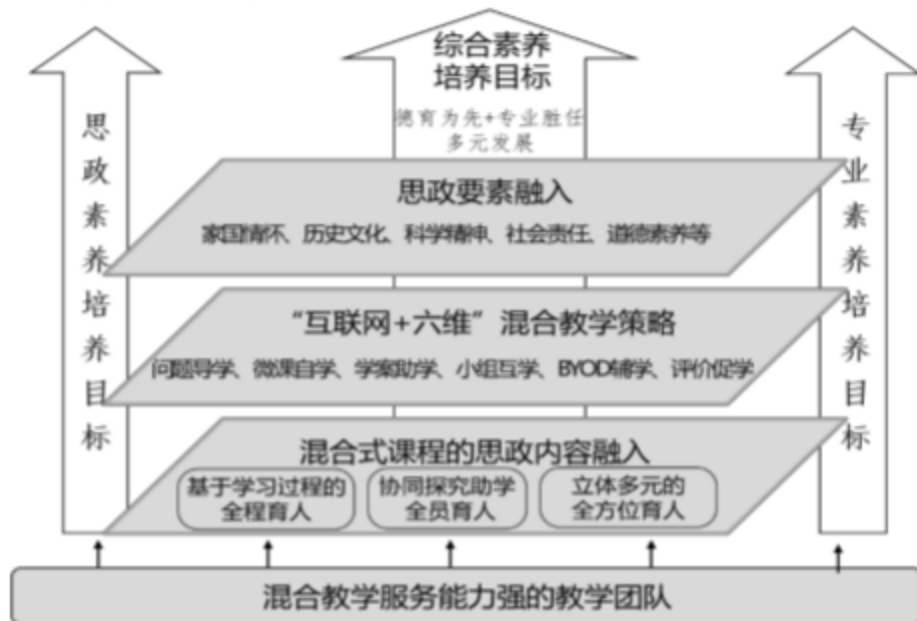 综合素养
培养目标
德育为先+专业胜任
多元发展
思政素养培养目标
专业素养培养目标
思政要素融入
家国情怀、历史文化、科学精神、社会责任、道德素养等
“互联网+六维”混合教学策略
问题导学、微课自学、学案助学、小组互学、BYOD辅学、评价促学
混合式课程的思政内容融入
基于学习过程的
全程育人
协同探究助学
全员育人
立体多元的
全方位育人
混合教学服务能力强的教学团队